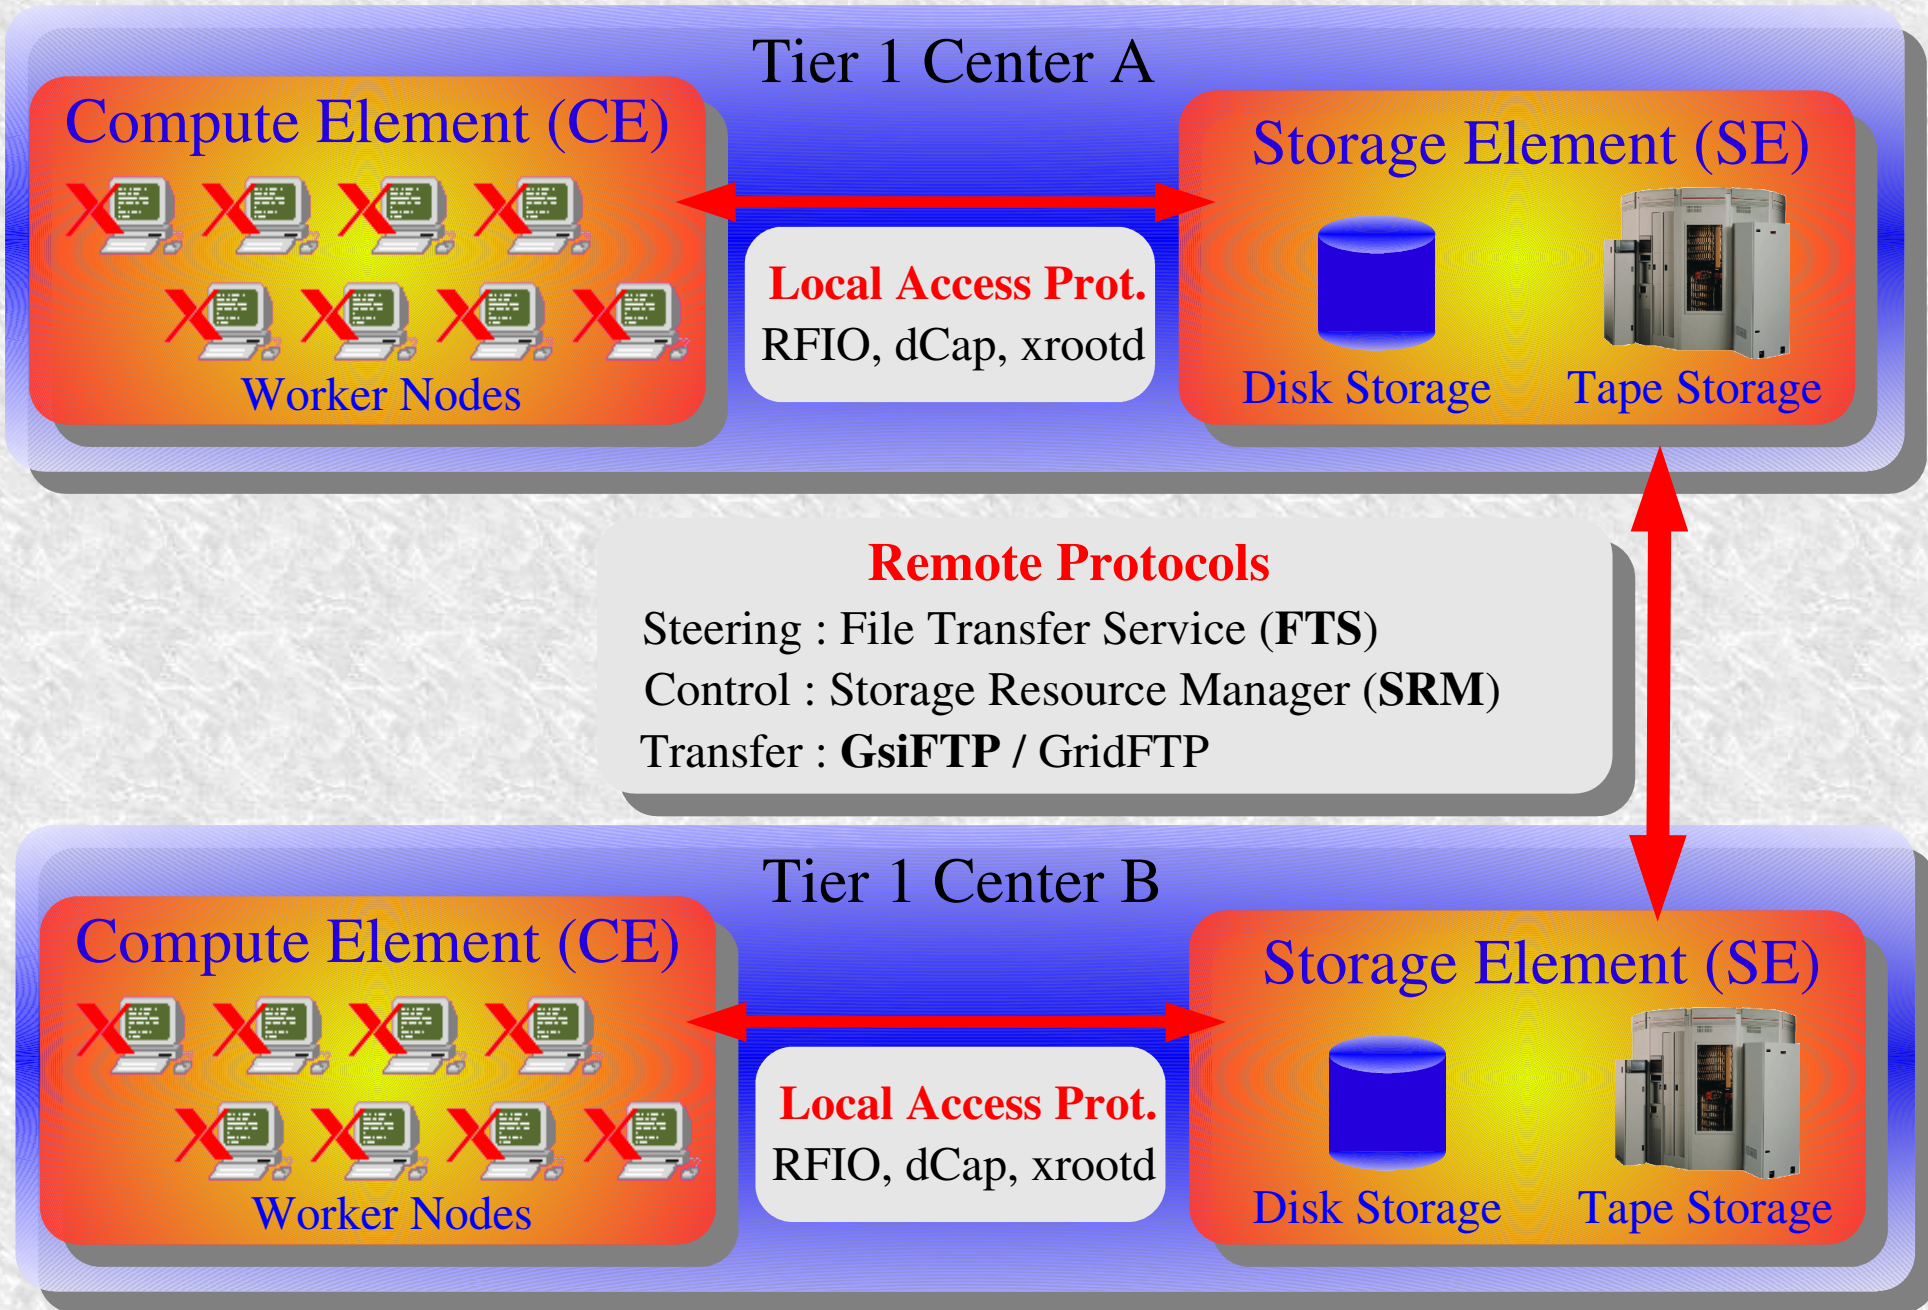 Tier 1 Center A
Compute Element (CE)
Worker Nodes
Local Access Prot.
RFIO, dCap, xrootd
Storage Element (SE)
Disk Storage
Tape Storage
Remote Protocols
Steering : File Transfer Service (FTS)
Control : Storage Resource Manager (SRM)
Transfer : GsiFTP / GridFTP
Tier 1 Center B
Compute Element (CE)
Worker Nodes
Local Access Prot.
RFIO, dCap, xrootd
Storage Element (SE)
Disk Storage
Tape Storage